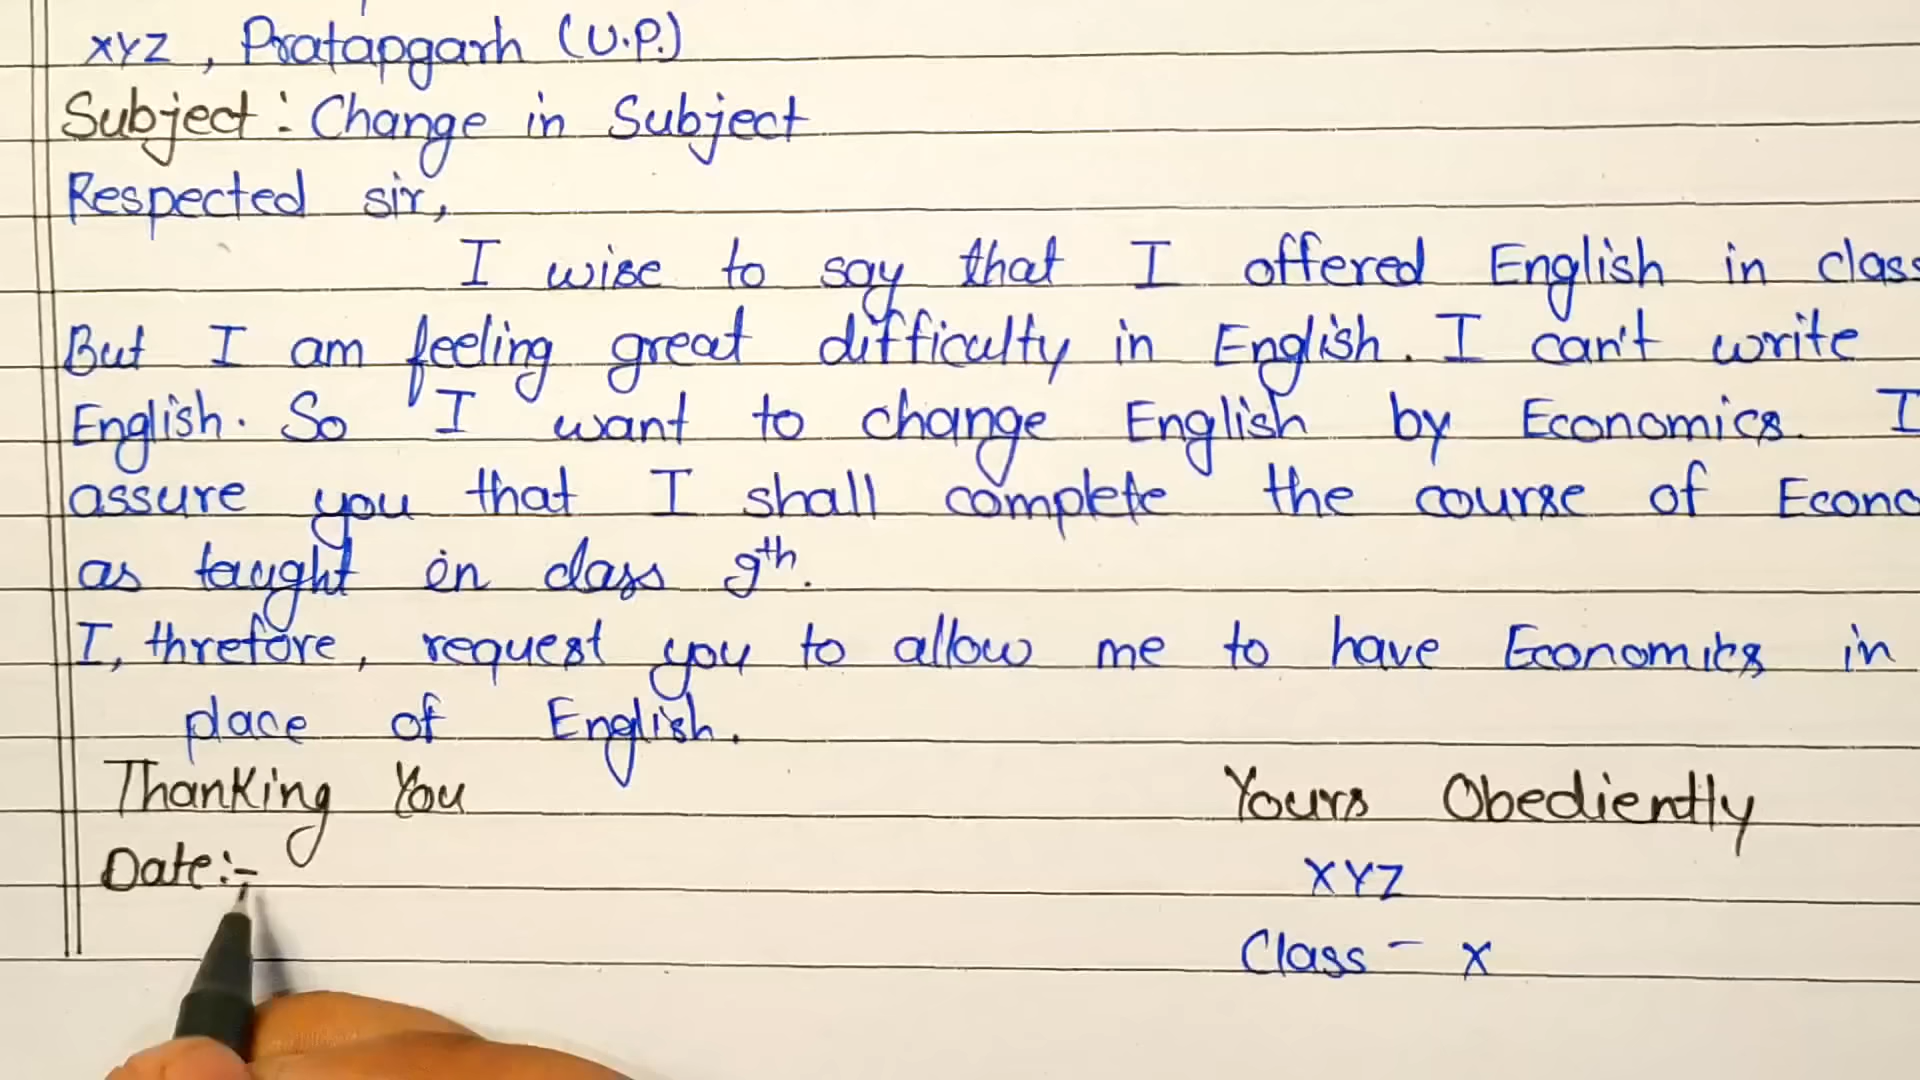 XYZ, Pratapgarh (U.P.)
Subject: Change in Subject
Respected sir,
I wise to say that I offered English in class
But I am feeling great difficulty in English. I can't write
English. So I want to change English by Economics. I
assure you that I shall complete the course of Econo
as taught in class 9th.
I, threfore, request you to allow me to have Economics in
place of English.
Thanking You
Yours Obediently
Date:-
XYZ
Class - X